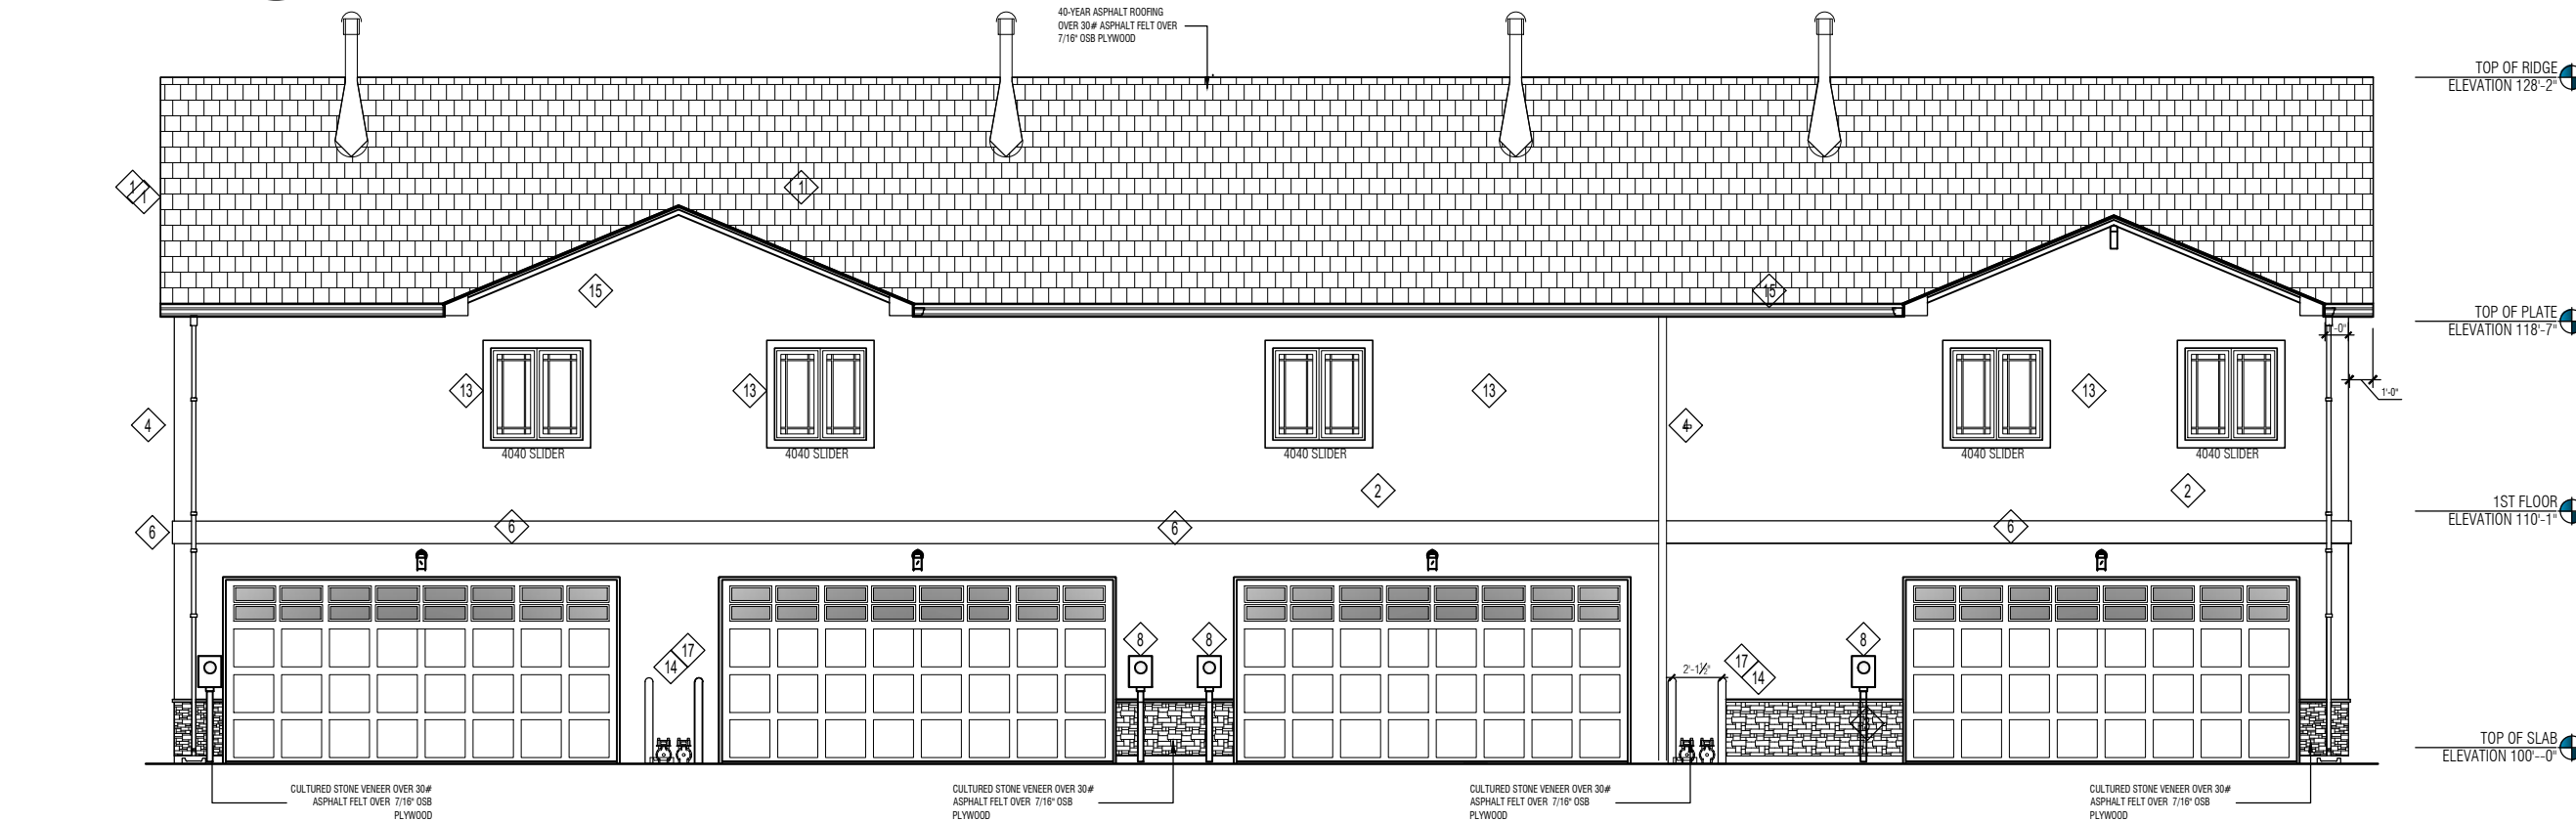 40-YEAR ASPHALT ROOFING
OVER 30# ASPHALT FELT OVER
7/16" OSB PLYWOOD
TOP OF RIDGE
ELEVATION 128'-2"
1
1
1
15
15
TOP OF PLATE
ELEVATION 118'-7"
1'-0"
13
13
13
13
1'-0"
4
4
4040 SLIDER
4040 SLIDER
4040 SLIDER
4040 SLIDER
4040 SLIDER
2
2
1ST FLOOR
ELEVATION 110'-1"
6
6
6
6
8
8
8
17
14
2'-1½"
17
14
TOP OF SLAB
ELEVATION 100'--0"
CULTURED STONE VENEER OVER 30#
ASPHALT FELT OVER 7/16" OSB
PLYWOOD
CULTURED STONE VENEER OVER 30#
ASPHALT FELT OVER 7/16" OSB
PLYWOOD
CULTURED STONE VENEER OVER 30#
ASPHALT FELT OVER 7/16" OSB
PLYWOOD
CULTURED STONE VENEER OVER 30#
ASPHALT FELT OVER 7/16" OSB
PLYWOOD